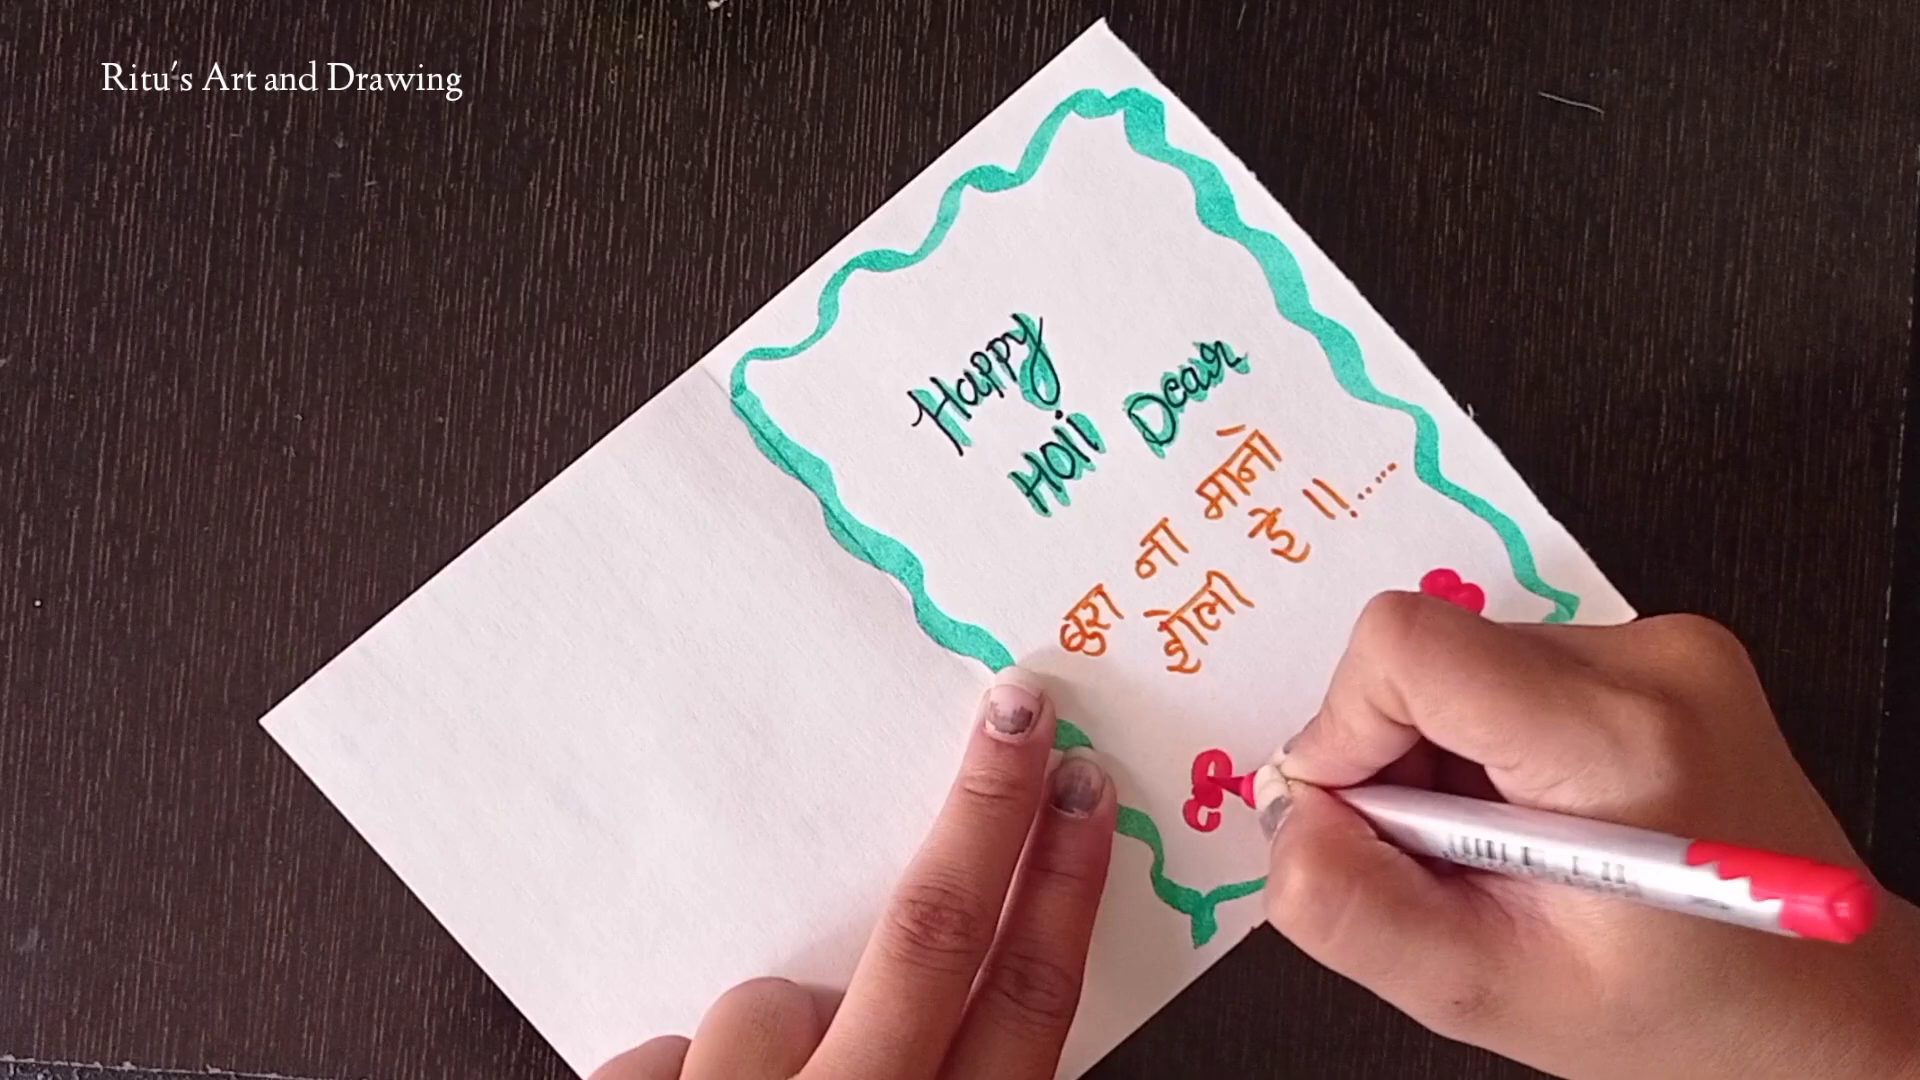 Ritu's Art and Drawing
Happy
Holi Dear
बुरा ना मानो
होली है ।।.....